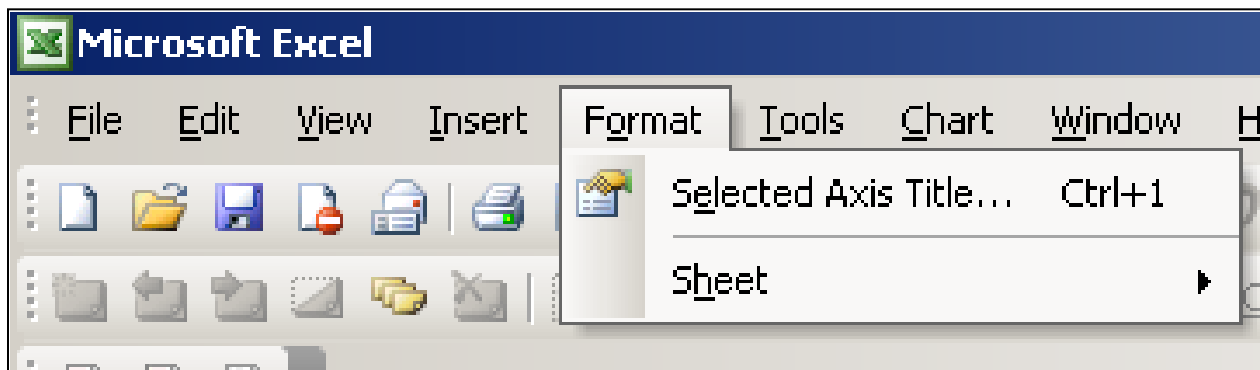 Microsoft Excel
File Edit View Insert Format Tools Chart Window H
Selected Axis Title... Ctrl+1
Sheet